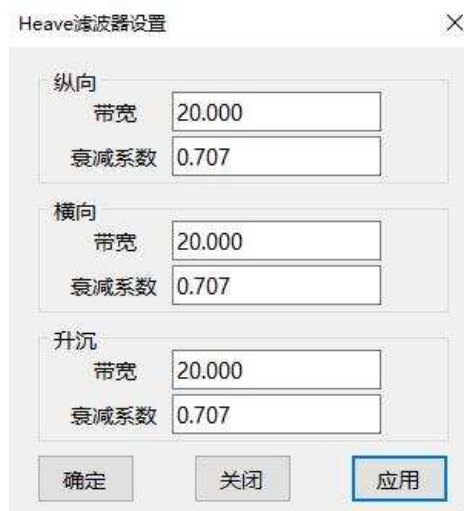 Heave滤波器设置
纵向
带宽 20.000
衰减系数 0.707
横向
带宽 20.000
衰减系数 0.707
升沉
带宽 20.000
衰减系数 0.707
确定 关闭 应用